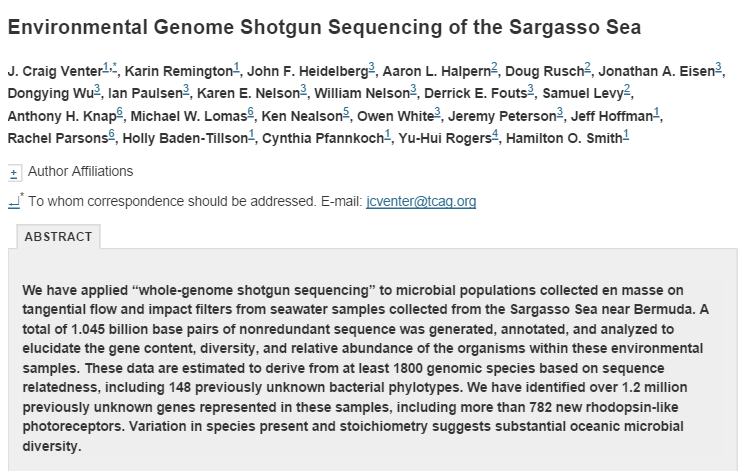 Environmental Genome Shotgun Sequencing of the Sargasso Sea
J. Craig Venter1,*, Karin Remington1, John F. Heidelberg3, Aaron L. Halpern2, Doug Rusch2, Jonathan A. Eisen3,
Dongying Wu3, Ian Paulsen3, Karen E. Nelson3, William Nelson3, Derrick E. Fouts3, Samuel Levy2,
Anthony H. Knap6, Michael W. Lomas6, Ken Nealson5, Owen White3, Jeremy Peterson3, Jeff Hoffman1,
Rachel Parsons6, Holly Baden-Tillson1, Cynthia Pfannkoch1, Yu-Hui Rogers4, Hamilton O. Smith1
+ Author Affiliations
↵* To whom correspondence should be addressed. E-mail: jcventer@tcag.org
ABSTRACT
We have applied “whole-genome shotgun sequencing” to microbial populations collected en masse on
tangential flow and impact filters from seawater samples collected from the Sargasso Sea near Bermuda. A
total of 1.045 billion base pairs of nonredundant sequence was generated, annotated, and analyzed to
elucidate the gene content, diversity, and relative abundance of the organisms within these environmental
samples. These data are estimated to derive from at least 1800 genomic species based on sequence
relatedness, including 148 previously unknown bacterial phylotypes. We have identified over 1.2 million
previously unknown genes represented in these samples, including more than 782 new rhodopsin-like
photoreceptors. Variation in species present and stoichiometry suggests substantial oceanic microbial
diversity.